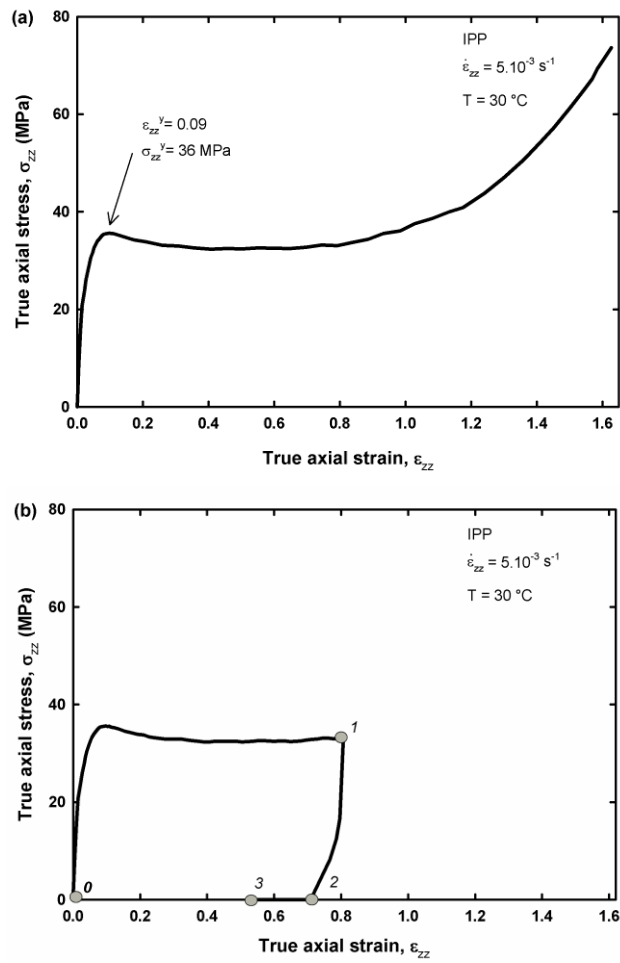 (a)
80
60
40
20
0
True axial stress, σzz (MPa)
IPP
ε̇zz = 5.10-3 s-1
T = 30 °C
εzzy= 0.09
σzzy= 36 MPa
0.0 0.2 0.4 0.6 0.8 1.0 1.2 1.4 1.6
True axial strain, εzz
(b)
80
60
40
20
0
True axial stress, σzz (MPa)
IPP
ε̇zz = 5.10-3 s-1
T = 30 °C
1
0
3
2
0.0 0.2 0.4 0.6 0.8 1.0 1.2 1.4 1.6
True axial strain, εzz